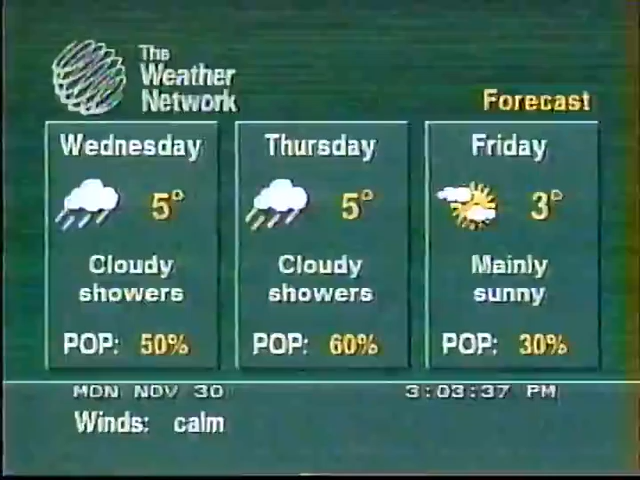 The
Weather
Network
Forecast
Wednesday
5°
Cloudy
showers
POP: 50%
Thursday
5°
Cloudy
showers
POP: 60%
Friday
3°
Mainly
sunny
POP: 30%
MON NOV 30 3:03:37 PM
Winds: calm